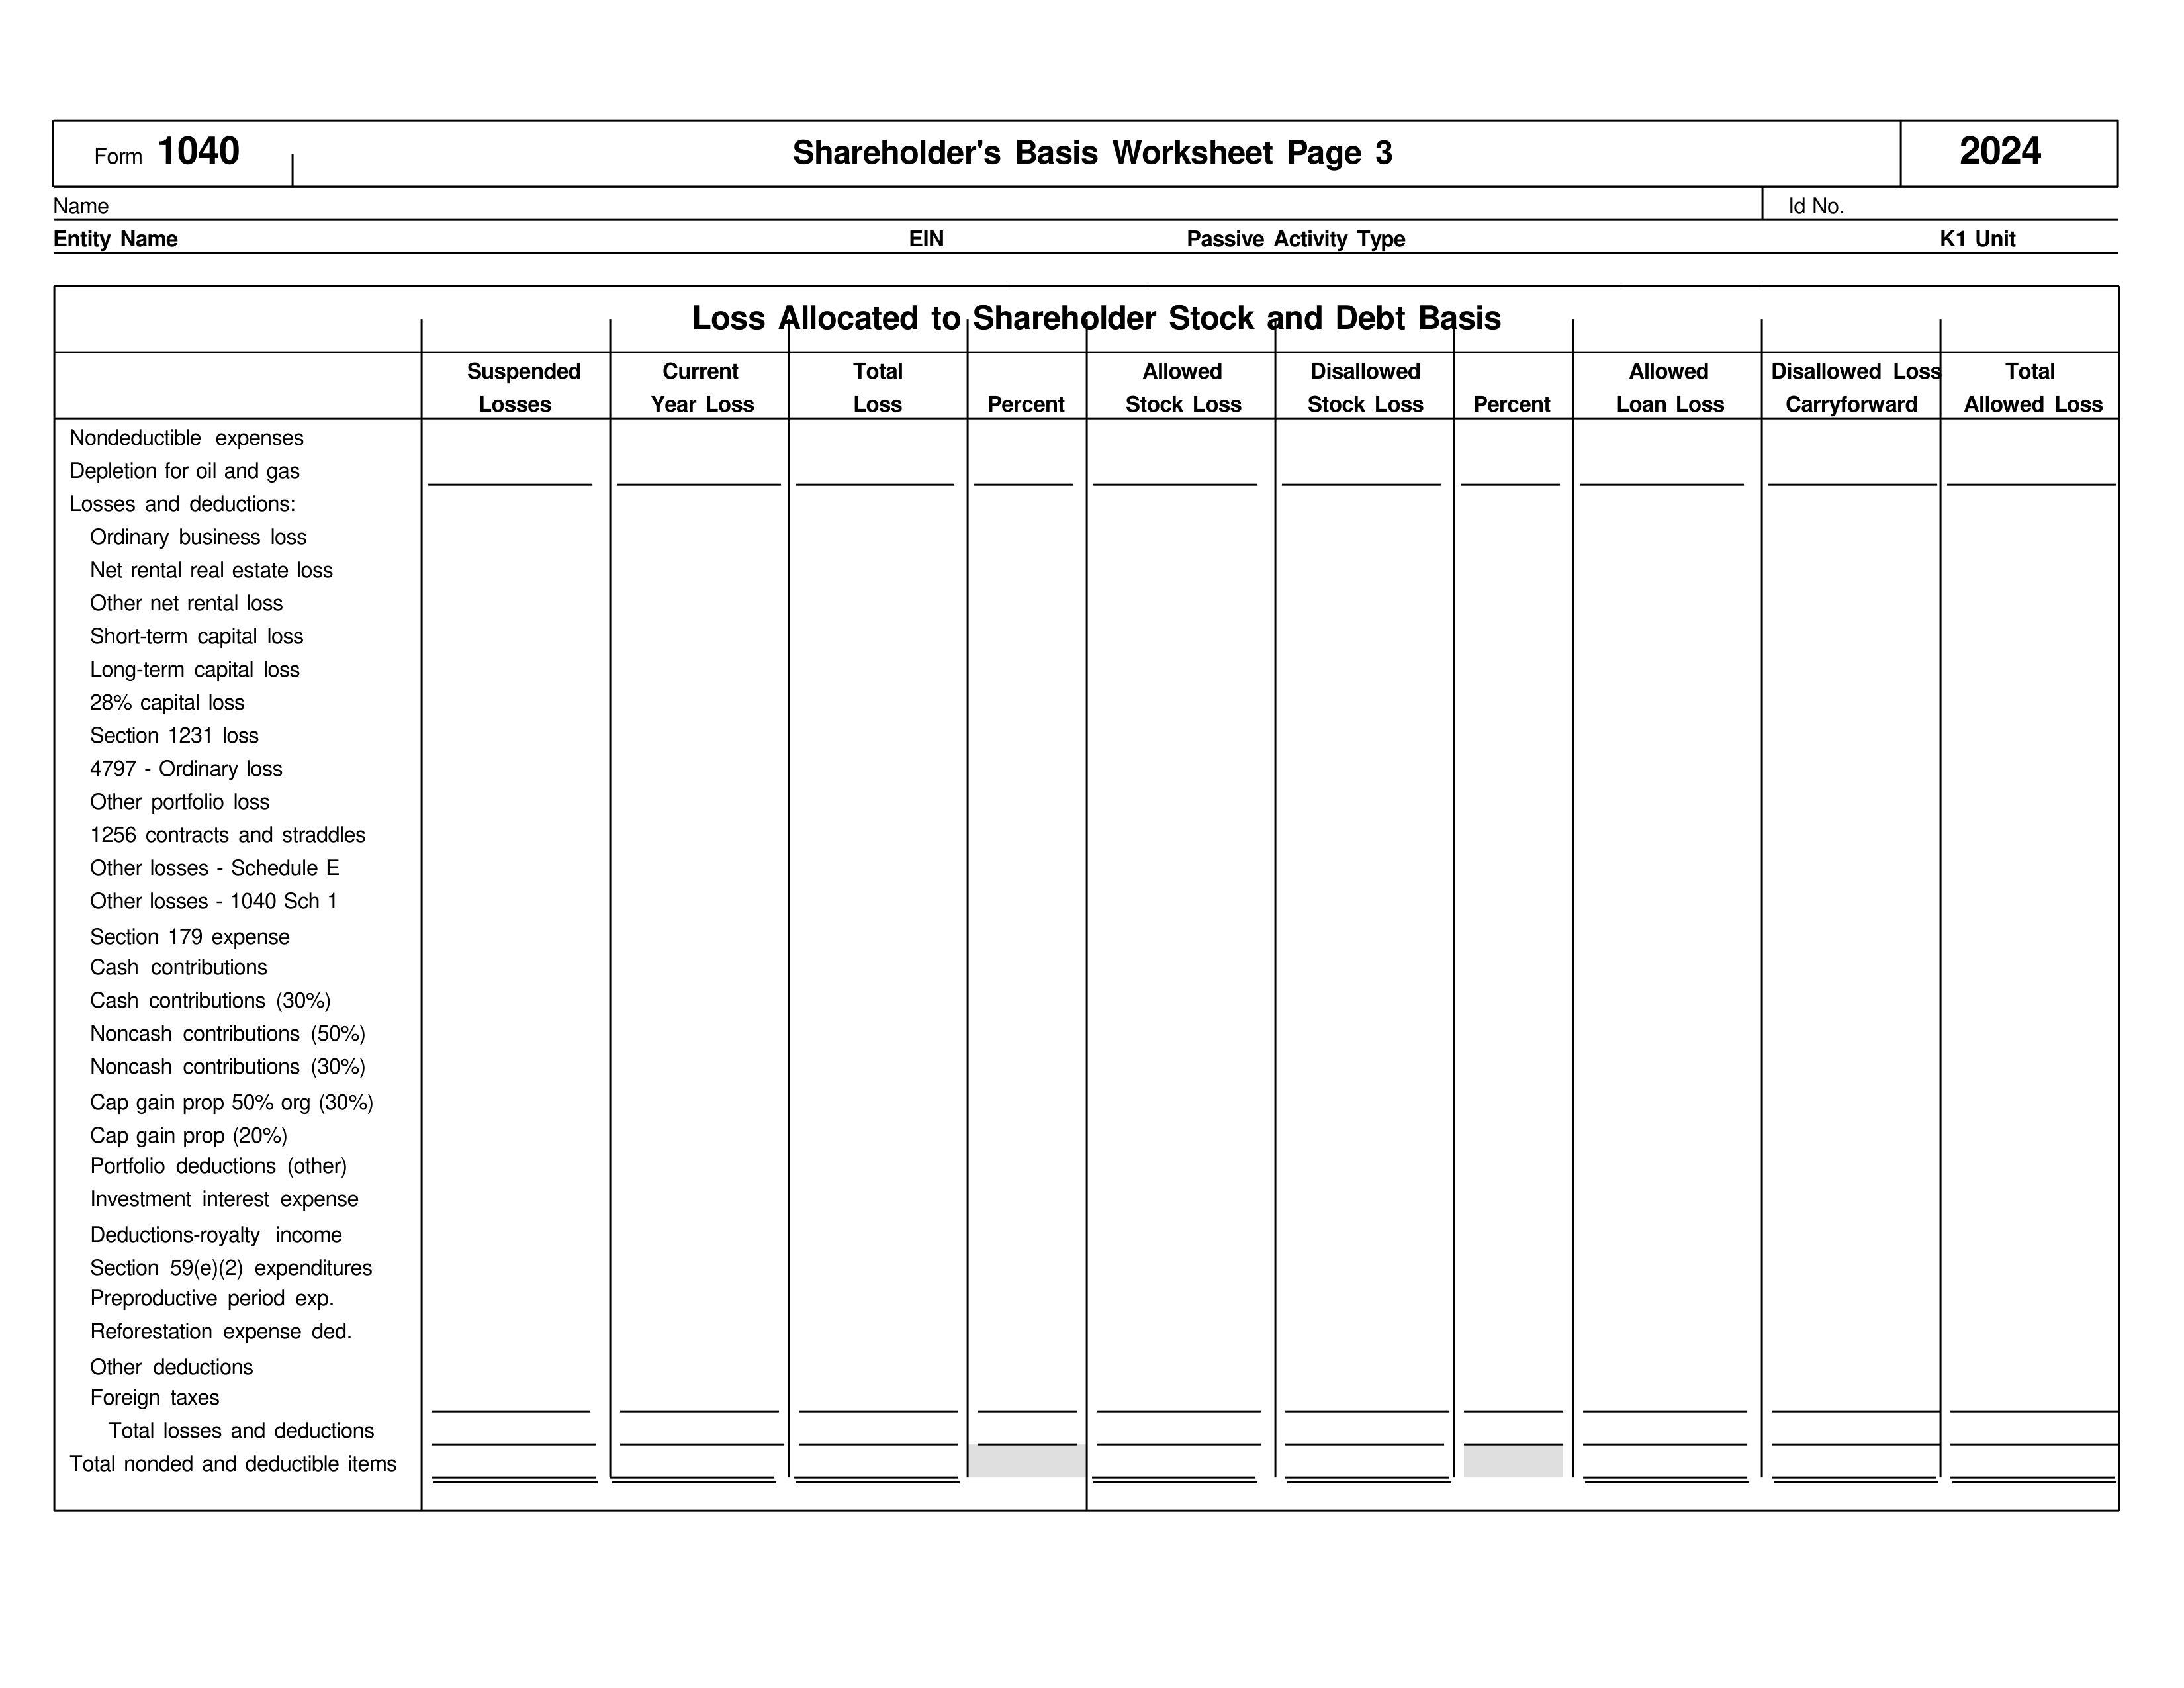 Form 1040 Shareholder's Basis Worksheet Page 3 2024
Name Id No.
Entity Name EIN Passive Activity Type K1 Unit
Loss Allocated to Shareholder Stock and Debt Basis
Suspended Current Total Allowed Disallowed Allowed Disallowed Loss Total
Losses Year Loss Loss Percent Stock Loss Stock Loss Percent Loan Loss Carryforward Allowed Loss
Nondeductible expenses
Depletion for oil and gas
Losses and deductions:
Ordinary business loss
Net rental real estate loss
Other net rental loss
Short-term capital loss
Long-term capital loss
28% capital loss
Section 1231 loss
4797 - Ordinary loss
Other portfolio loss
1256 contracts and straddles
Other losses - Schedule E
Other losses - 1040 Sch 1
Section 179 expense
Cash contributions
Cash contributions (30%)
Noncash contributions (50%)
Noncash contributions (30%)
Cap gain prop 50% org (30%)
Cap gain prop (20%)
Portfolio deductions (other)
Investment interest expense
Deductions-royalty income
Section 59(e)(2) expenditures
Preproductive period exp.
Reforestation expense ded.
Other deductions
Foreign taxes
Total losses and deductions
Total nonded and deductible items